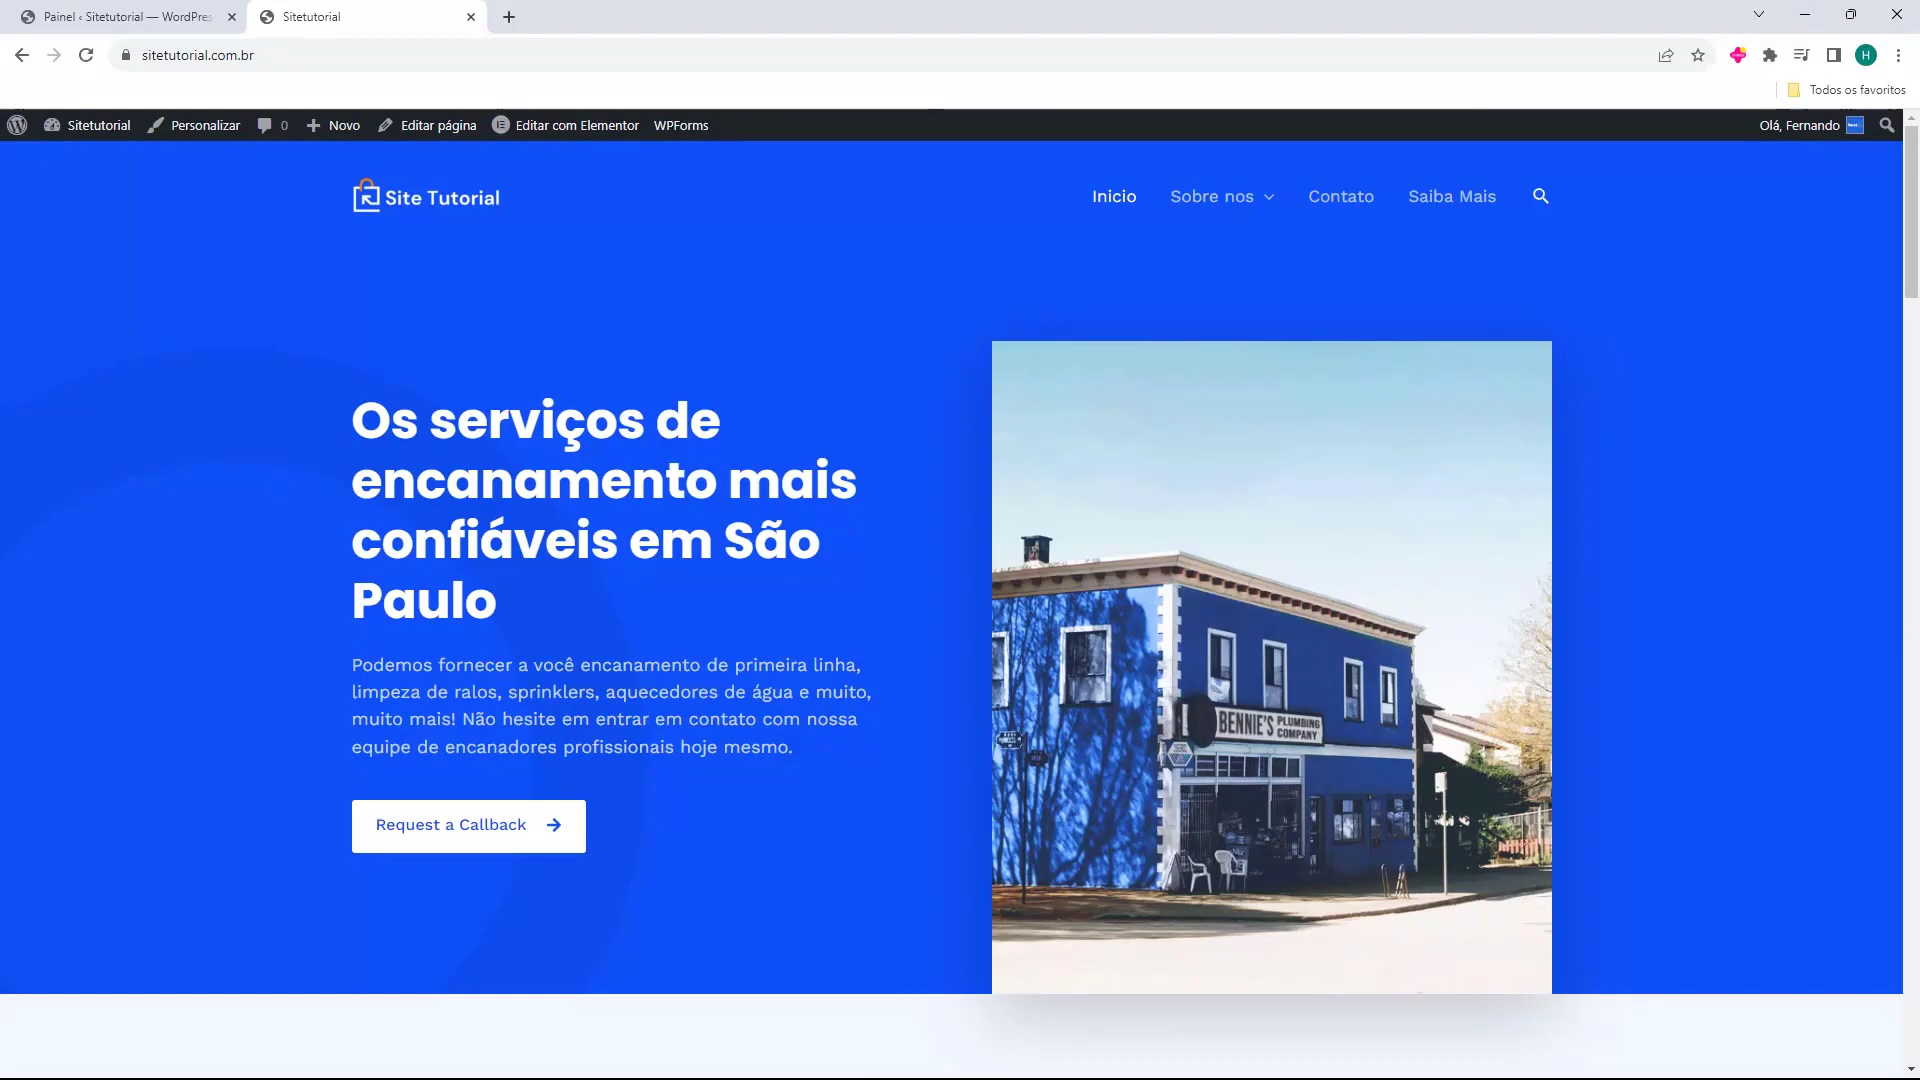 Painel ‹ Sitetutorial — WordPres
Sitetutorial
sitetutorial.com.br
H
Todos os favoritos
Sitetutorial
Personalizar
0
Novo
Editar página
Editar com Elementor
WPForms
Olá, Fernando
Site Tutorial
Inicio
Sobre nos
Contato
Saiba Mais
Os serviços de
encanamento mais
confiáveis em São
Paulo
Podemos fornecer a você encanamento de primeira linha,
limpeza de ralos, sprinklers, aquecedores de água e muito,
muito mais! Não hesite em entrar em contato com nossa
equipe de encanadores profissionais hoje mesmo.
Request a Callback
BENNIE'S PLUMBING
COMPANY